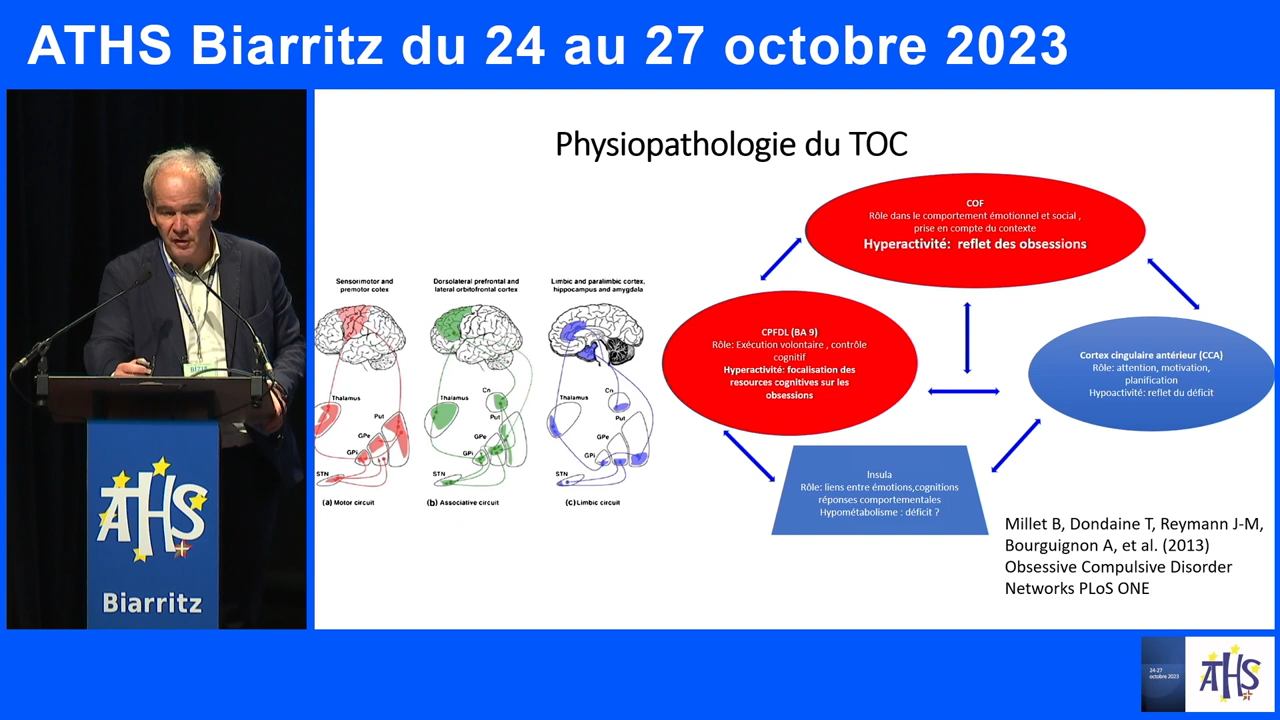 ATHS Biarritz du 24 au 27 octobre 2023
Physiopathologie du TOC
COF
Rôle dans le comportement émotionnel et social ,
prise en compte du contexte
Hyperactivité: reflet des obsessions
Sensorimotor and
premotor cotex
Dorsolateral prefrontal and
lateral orbitofrontal cortex
Limbic and paralimbic cortex,
hippocampus and amygdala
CPFDL (BA 9)
Rôle: Exécution volontaire , contrôle
cognitif
Hyperactivité: focalisation des
resources cognitives sur les
obsessions
Cortex cingulaire antérieur (CCA)
Rôle: attention, motivation,
planification
Hypoactivité: reflet du déficit
Thalamus
Put
GPe
GPi
STN
(a) Motor circuit
Thalamus
Cn
Put
GPe
GPi
STN
(b) Associative circuit
Thalamus
Cn
Put
GPe
GPi
STN
(c) Limbic circuit
Insula
Rôle: liens entre émotions,cognitions
réponses comportementales
Hypométabolisme : déficit ?
Millet B, Dondaine T, Reymann J-M,
Bourguignon A, et al. (2013)
Obsessive Compulsive Disorder
Networks PLoS ONE
ATHS
Biarritz
24-27
octobre 2023
ATHS